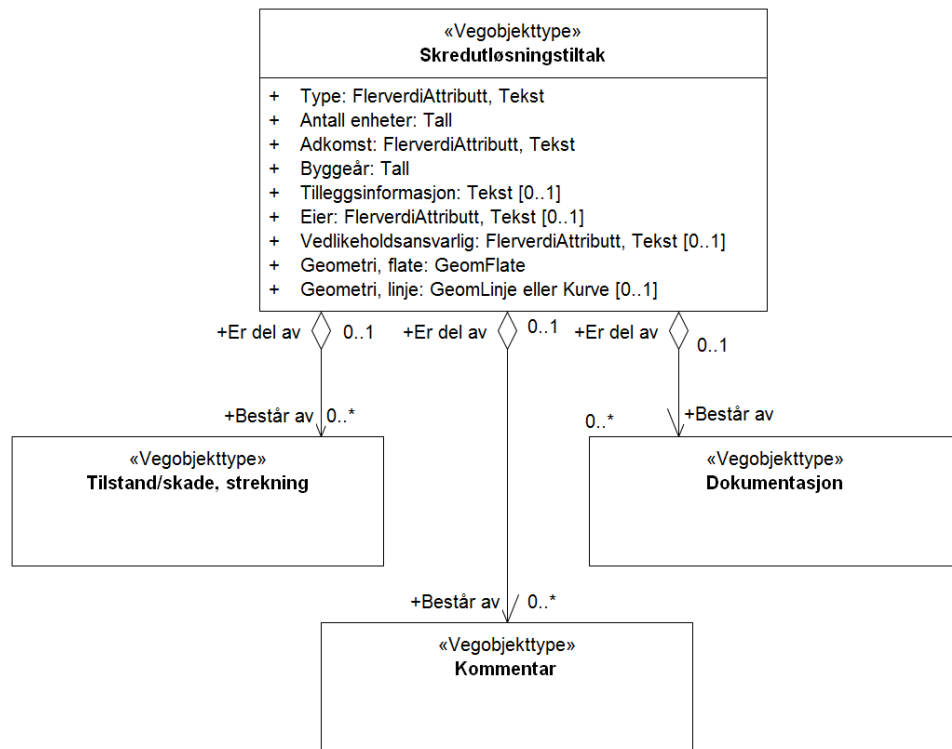 «Vegobjekttype»
Skredutløsningstiltak
+ Type: FlerverdiAttributt, Tekst
+ Antall enheter: Tall
+ Adkomst: FlerverdiAttributt, Tekst
+ Byggeår: Tall
+ Tilleggsinformasjon: Tekst [0..1]
+ Eier: FlerverdiAttributt, Tekst [0..1]
+ Vedlikeholdsansvarlig: FlerverdiAttributt, Tekst [0..1]
+ Geometri, flate: GeomFlate
+ Geometri, linje: GeomLinje eller Kurve [0..1]
+Er del av 0..1 +Er del av 0..1 +Er del av 0..1
+Består av 0..* 0..* +Består av
«Vegobjekttype»
Tilstand/skade, strekning
«Vegobjekttype»
Dokumentasjon
+Består av 0..*
«Vegobjekttype»
Kommentar